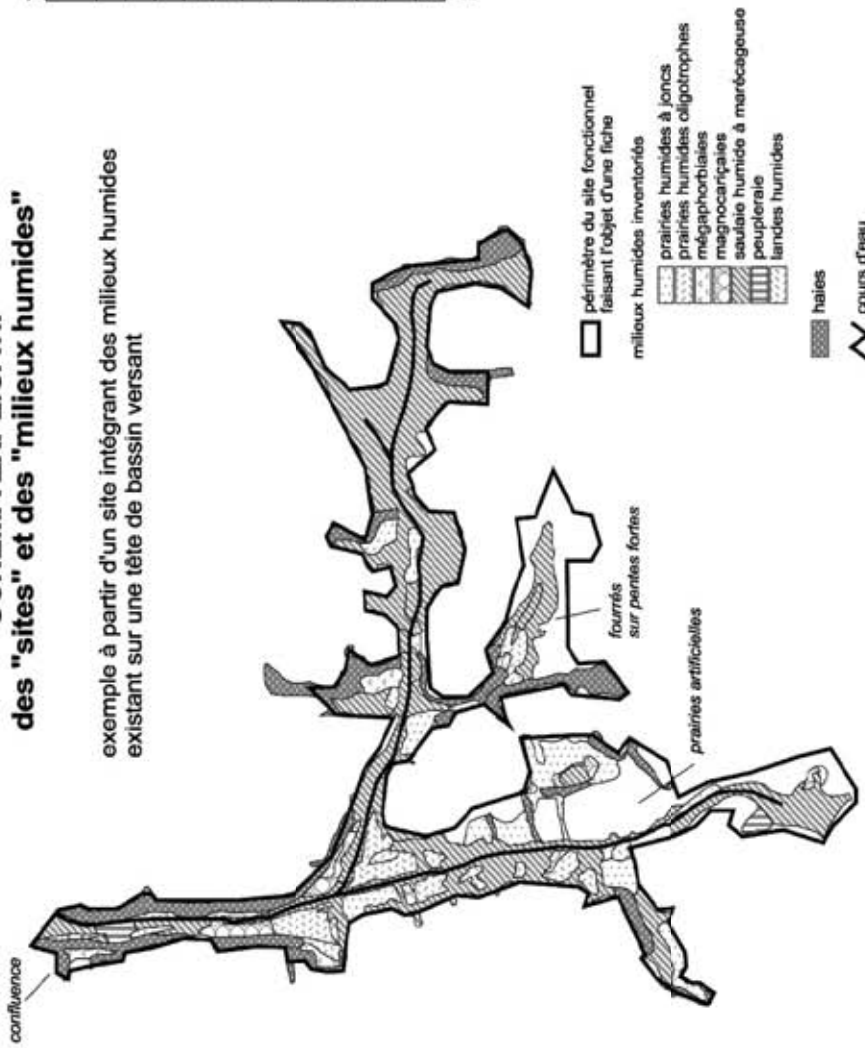 des "sites" et des "milieux humides"
exemple à partir d'un site intégrant des milieux humides
existant sur une tête de bassin versant
confluence
fourrés
sur pentes fortes
prairies artificielles
périmètre du site fonctionnel
faisant l'objet d'une fiche
milieux humides inventoriés
prairies humides à joncs
prairies humides oligotrophes
mégaphorbiaies
magnocariçaies
saulaie humide à marécageuse
peupleraie
landes humides
haies
cours d'eau